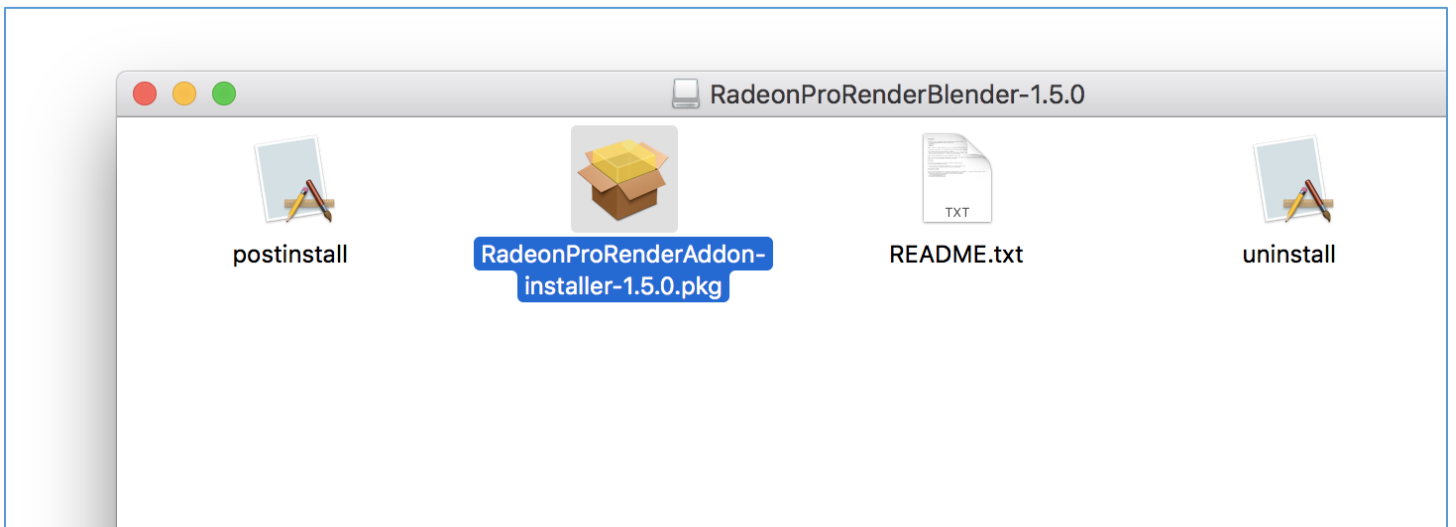 RadeonProRenderBlender-1.5.0
postinstall
RadeonProRenderAddon-
installer-1.5.0.pkg
TXT
README.txt
uninstall